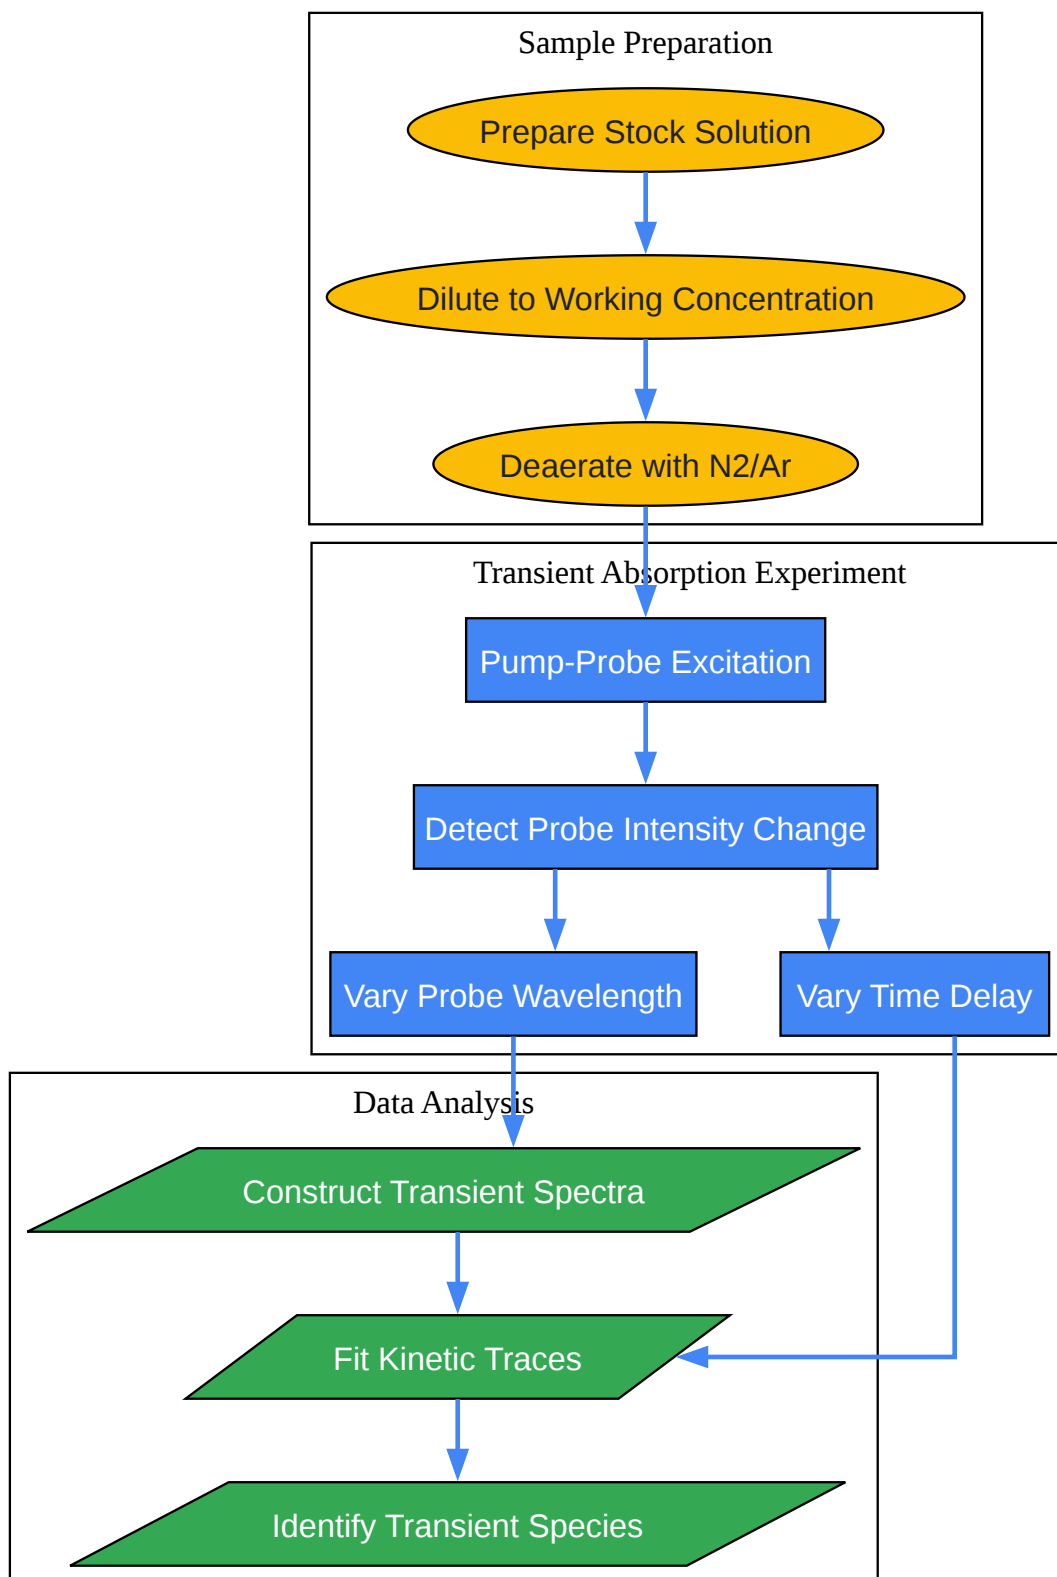 Sample Preparation
Prepare Stock Solution
Dilute to Working Concentration
Deaerate with N2/Ar
Transient Absorption Experiment
Pump-Probe Excitation
Detect Probe Intensity Change
Vary Probe Wavelength
Vary Time Delay
Data Analysis
Construct Transient Spectra
Fit Kinetic Traces
Identify Transient Species